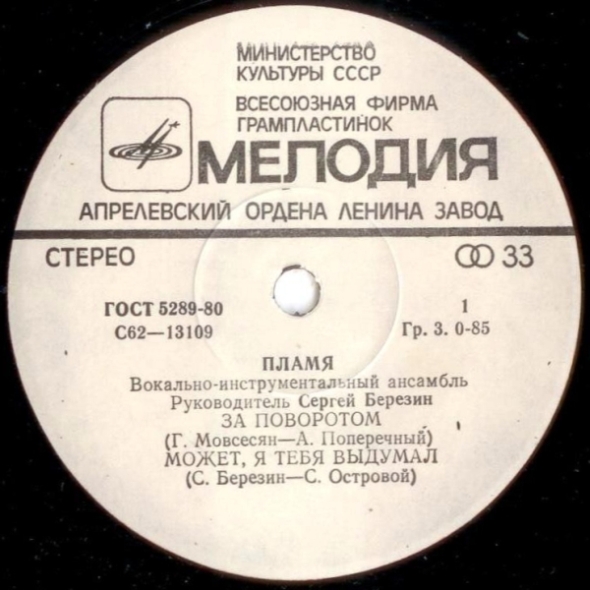 МИНИСТЕРСТВО
КУЛЬТУРЫ СССР
ВСЕСОЮЗНАЯ ФИРМА
ГРАМПЛАСТИНОК
МЕЛОДИЯ
АПРЕЛЕВСКИЙ ОРДЕНА ЛЕНИНА ЗАВОД
СТЕРЕО 33
ГОСТ 5289-80 1
С62—13109 Гр. 3. 0-85
ПЛАМЯ
Вокально-инструментальный ансамбль
Руководитель Сергей Березин
ЗА ПОВОРОТОМ
(Г. Мовсесян—А. Поперечный)
МОЖЕТ, Я ТЕБЯ ВЫДУМАЛ
(С. Березин—С. Островой)